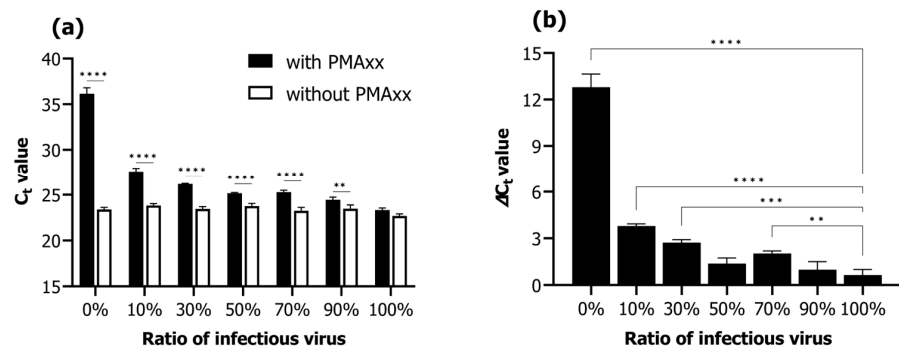 (a)
40
35
30
25
20
15
Cₜ value
with PMAxx
without PMAxx
**** **** **** **** **** **
0% 10% 30% 50% 70% 90% 100%
Ratio of infectious virus
(b)
15
12
9
6
3
0
ΔCₜ value
****
****
***
**
0% 10% 30% 50% 70% 90% 100%
Ratio of infectious virus